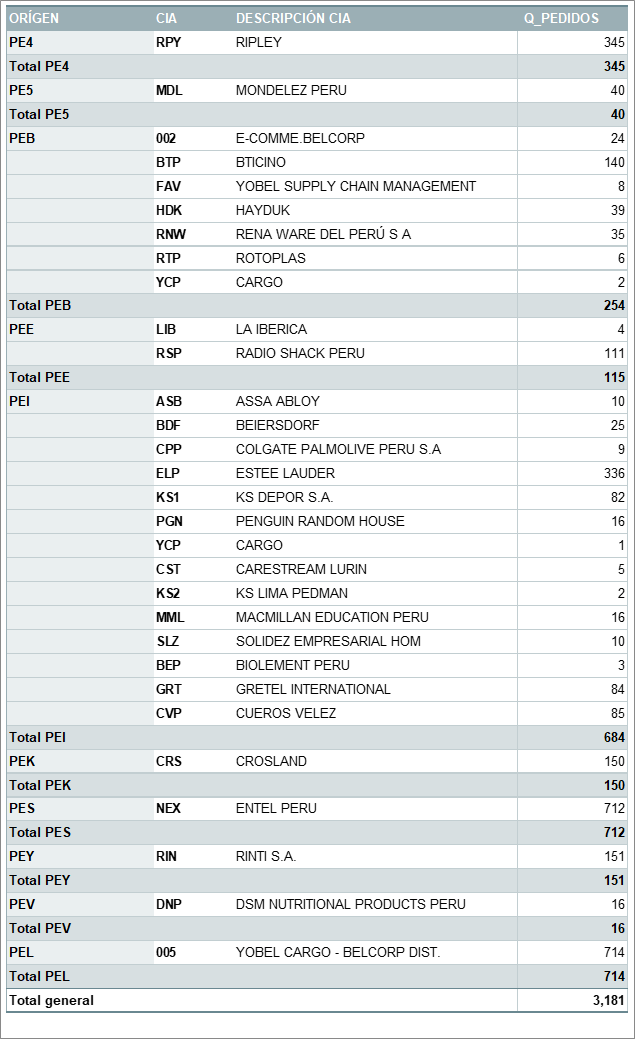 ORÍGEN CIA DESCRIPCIÓN CIA Q_PEDIDOS
PE4 RPY RIPLEY 345
Total PE4 345
PE5 MDL MONDELEZ PERU 40
Total PE5 40
PEB 002 E-COMME.BELCORP 24
BTP BTICINO 140
FAV YOBEL SUPPLY CHAIN MANAGEMENT 8
HDK HAYDUK 39
RNW RENA WARE DEL PERÚ S A 35
RTP ROTOPLAS 6
YCP CARGO 2
Total PEB 254
PEE LIB LA IBERICA 4
RSP RADIO SHACK PERU 111
Total PEE 115
PEI ASB ASSA ABLOY 10
BDF BEIERSDORF 25
CPP COLGATE PALMOLIVE PERU S.A 9
ELP ESTEE LAUDER 336
KS1 KS DEPOR S.A. 82
PGN PENGUIN RANDOM HOUSE 16
YCP CARGO 1
CST CARESTREAM LURIN 5
KS2 KS LIMA PEDMAN 2
MML MACMILLAN EDUCATION PERU 16
SLZ SOLIDEZ EMPRESARIAL HOM 10
BEP BIOLEMENT PERU 3
GRT GRETEL INTERNATIONAL 84
CVP CUEROS VELEZ 85
Total PEI 684
PEK CRS CROSLAND 150
Total PEK 150
PES NEX ENTEL PERU 712
Total PES 712
PEY RIN RINTI S.A. 151
Total PEY 151
PEV DNP DSM NUTRITIONAL PRODUCTS PERU 16
Total PEV 16
PEL 005 YOBEL CARGO - BELCORP DIST. 714
Total PEL 714
Total general 3,181